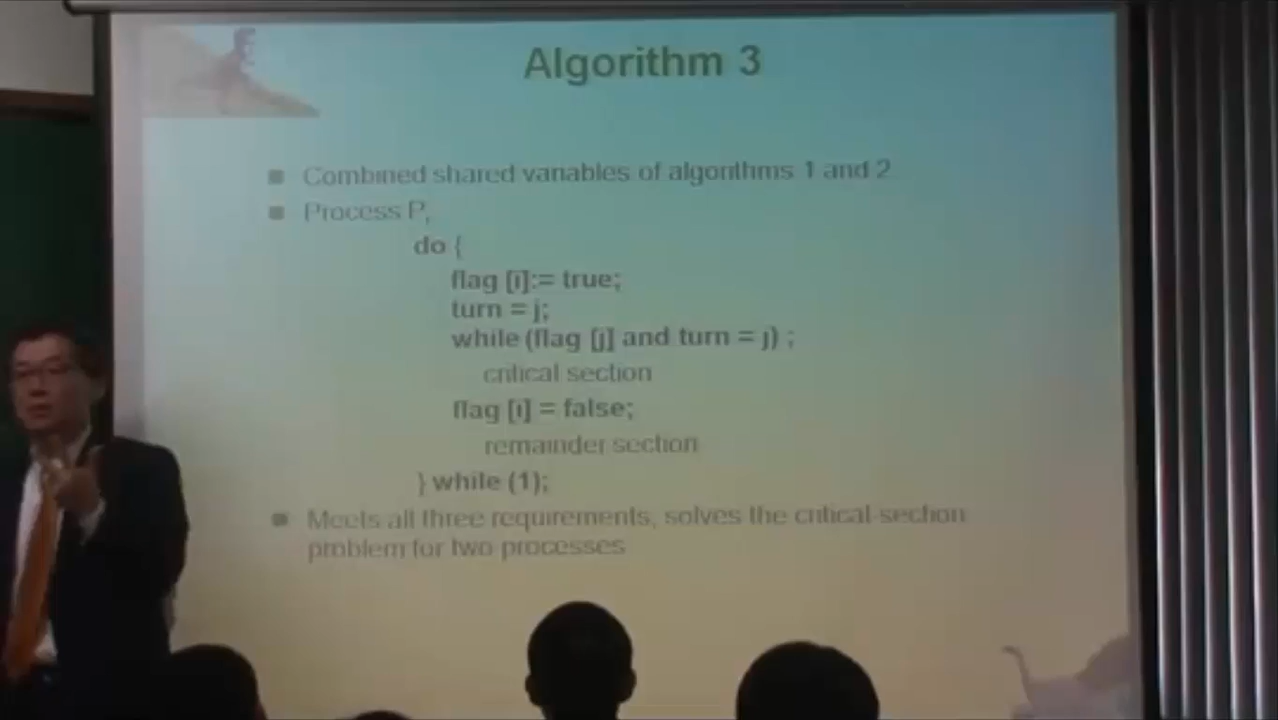 Algorithm 3
Combined shared variables of algorithms 1 and 2.
Process Pi
do {
flag [i]:= true;
turn = j;
while (flag [j] and turn = j) ;
critical section
flag [i] = false;
remainder section
} while (1);
Meets all three requirements; solves the critical-section
problem for two processes.